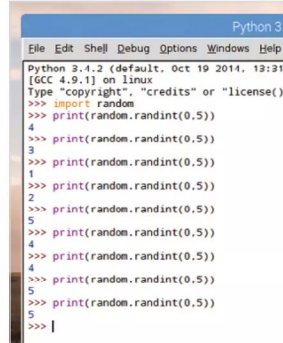 Python 3
File Edit Shell Debug Options Windows Help
Python 3.4.2 (default, Oct 19 2014, 13:31
[GCC 4.9.1] on linux
Type "copyright", "credits" or "license()
>>> import random
>>> print(random.randint(0,5))
4
>>> print(random.randint(0,5))
3
>>> print(random.randint(0,5))
1
>>> print(random.randint(0,5))
2
>>> print(random.randint(0,5))
5
>>> print(random.randint(0,5))
4
>>> print(random.randint(0,5))
4
>>> print(random.randint(0,5))
5
>>> print(random.randint(0,5))
5
>>>